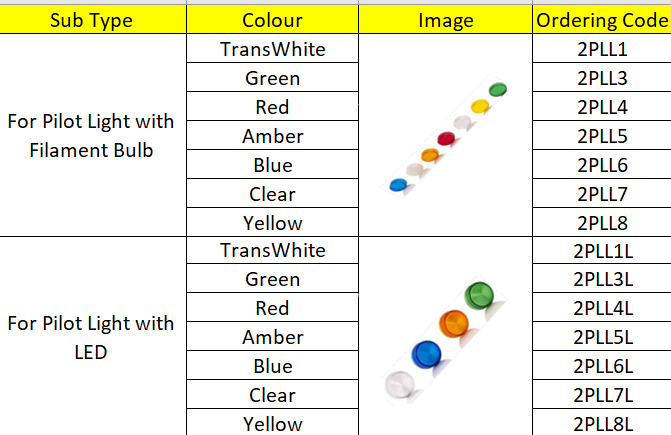 Sub Type Colour Image Ordering Code
For Pilot Light with
Filament Bulb
TransWhite 2PLL1
Green 2PLL3
Red 2PLL4
Amber 2PLL5
Blue 2PLL6
Clear 2PLL7
Yellow 2PLL8
For Pilot Light with
LED
TransWhite 2PLL1L
Green 2PLL3L
Red 2PLL4L
Amber 2PLL5L
Blue 2PLL6L
Clear 2PLL7L
Yellow 2PLL8L